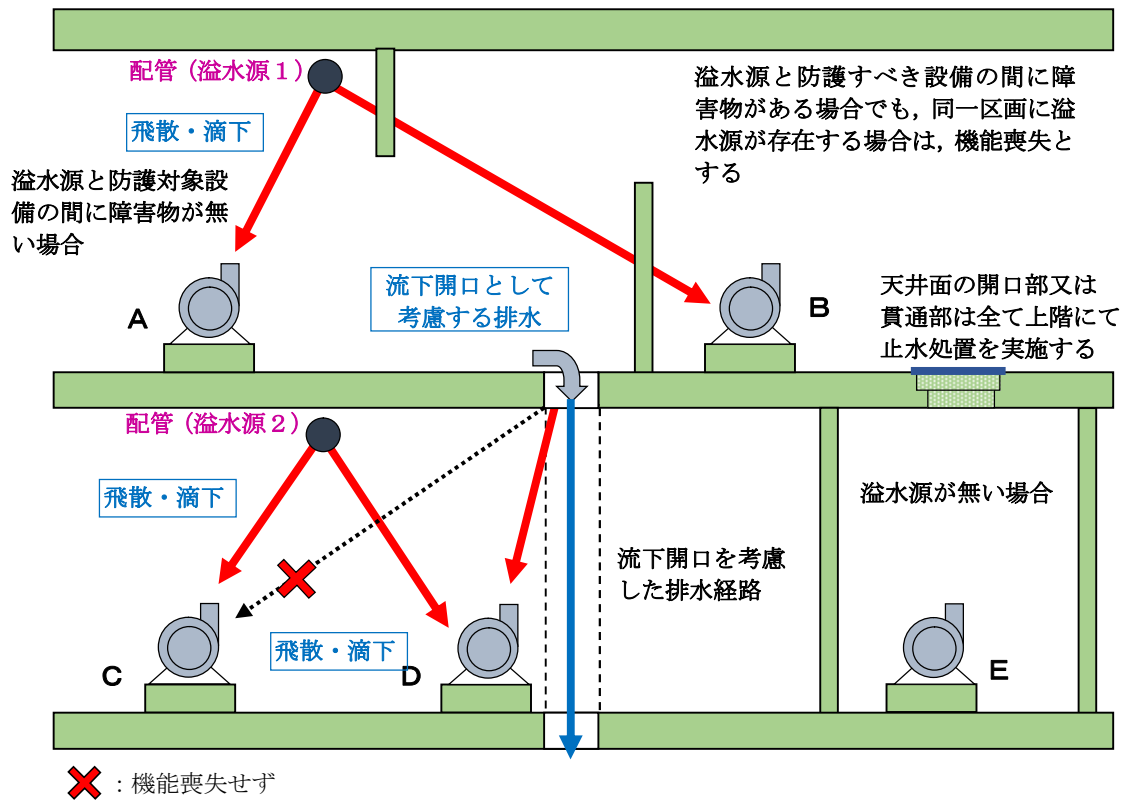 配管（溢水源１）
溢水源と防護すべき設備の間に障
害物がある場合でも，同一区画に溢
水源が存在する場合は，機能喪失と
する
飛散・滴下
溢水源と防護対象設
備の間に障害物が無
い場合
流下開口として
考慮する排水
天井面の開口部又は
貫通部は全て上階にて
止水処置を実施する
A
B
配管（溢水源２）
飛散・滴下
溢水源が無い場合
流下開口を考慮
した排水経路
飛散・滴下
C
D
E
：機能喪失せず